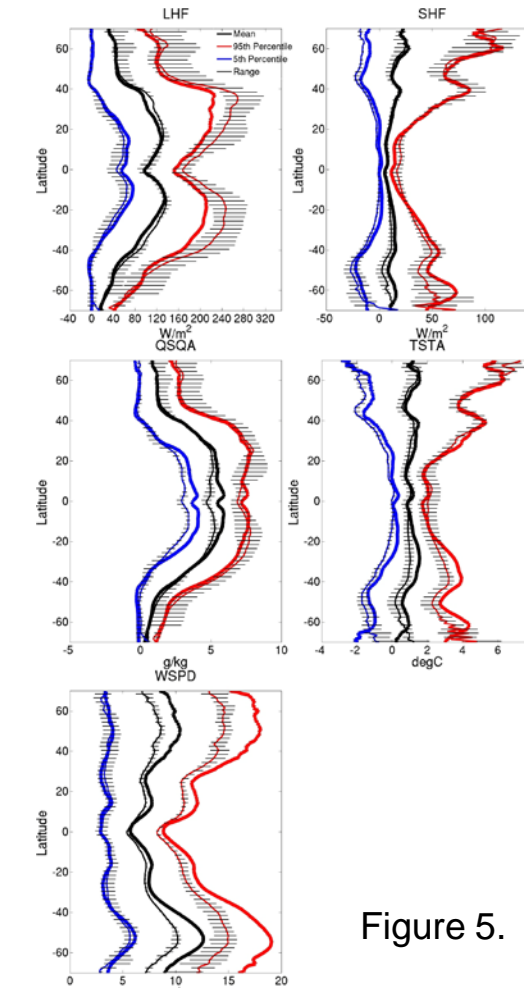 LHF
Mean
95th Percentile
5th Percentile
Range
60
40
20
0
-20
-40
-60
Latitude
-40 0 40 80 120 160 200 240 280 320
W/m²
SHF
60
40
20
0
-20
-40
-60
Latitude
-50 0 50 100
W/m²
QSQA
60
40
20
0
-20
-40
-60
Latitude
-5 0 5 10
g/kg
TSTA
60
40
20
0
-20
-40
-60
Latitude
-4 -2 0 2 4 6
degC
WSPD
60
40
20
0
-20
-40
-60
Latitude
0 5 10 15 20
Figure 5.